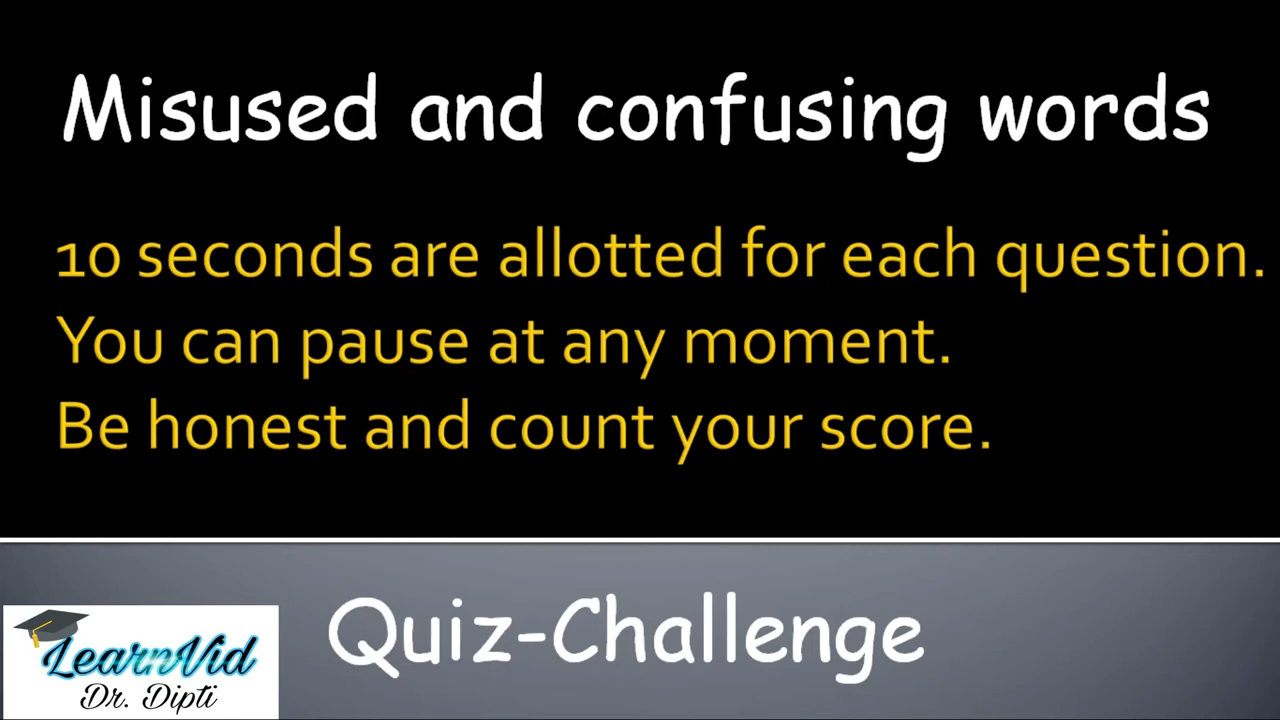 Misused and confusing words
10 seconds are allotted for each question.
You can pause at any moment.
Be honest and count your score.
Quiz-Challenge
LearnVid
Dr. Dipti